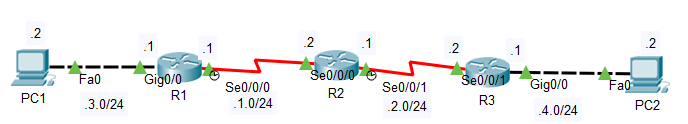 .2
PC1
Fa0
.3.0/24
.1
Gig0/0
R1
.1
Se0/0/0
.1.0/24
.2
Se0/0/0
R2
.1
Se0/0/1
.2.0/24
.2
Se0/0/1
R3
.1
Gig0/0
.4.0/24
Fa0
.2
PC2